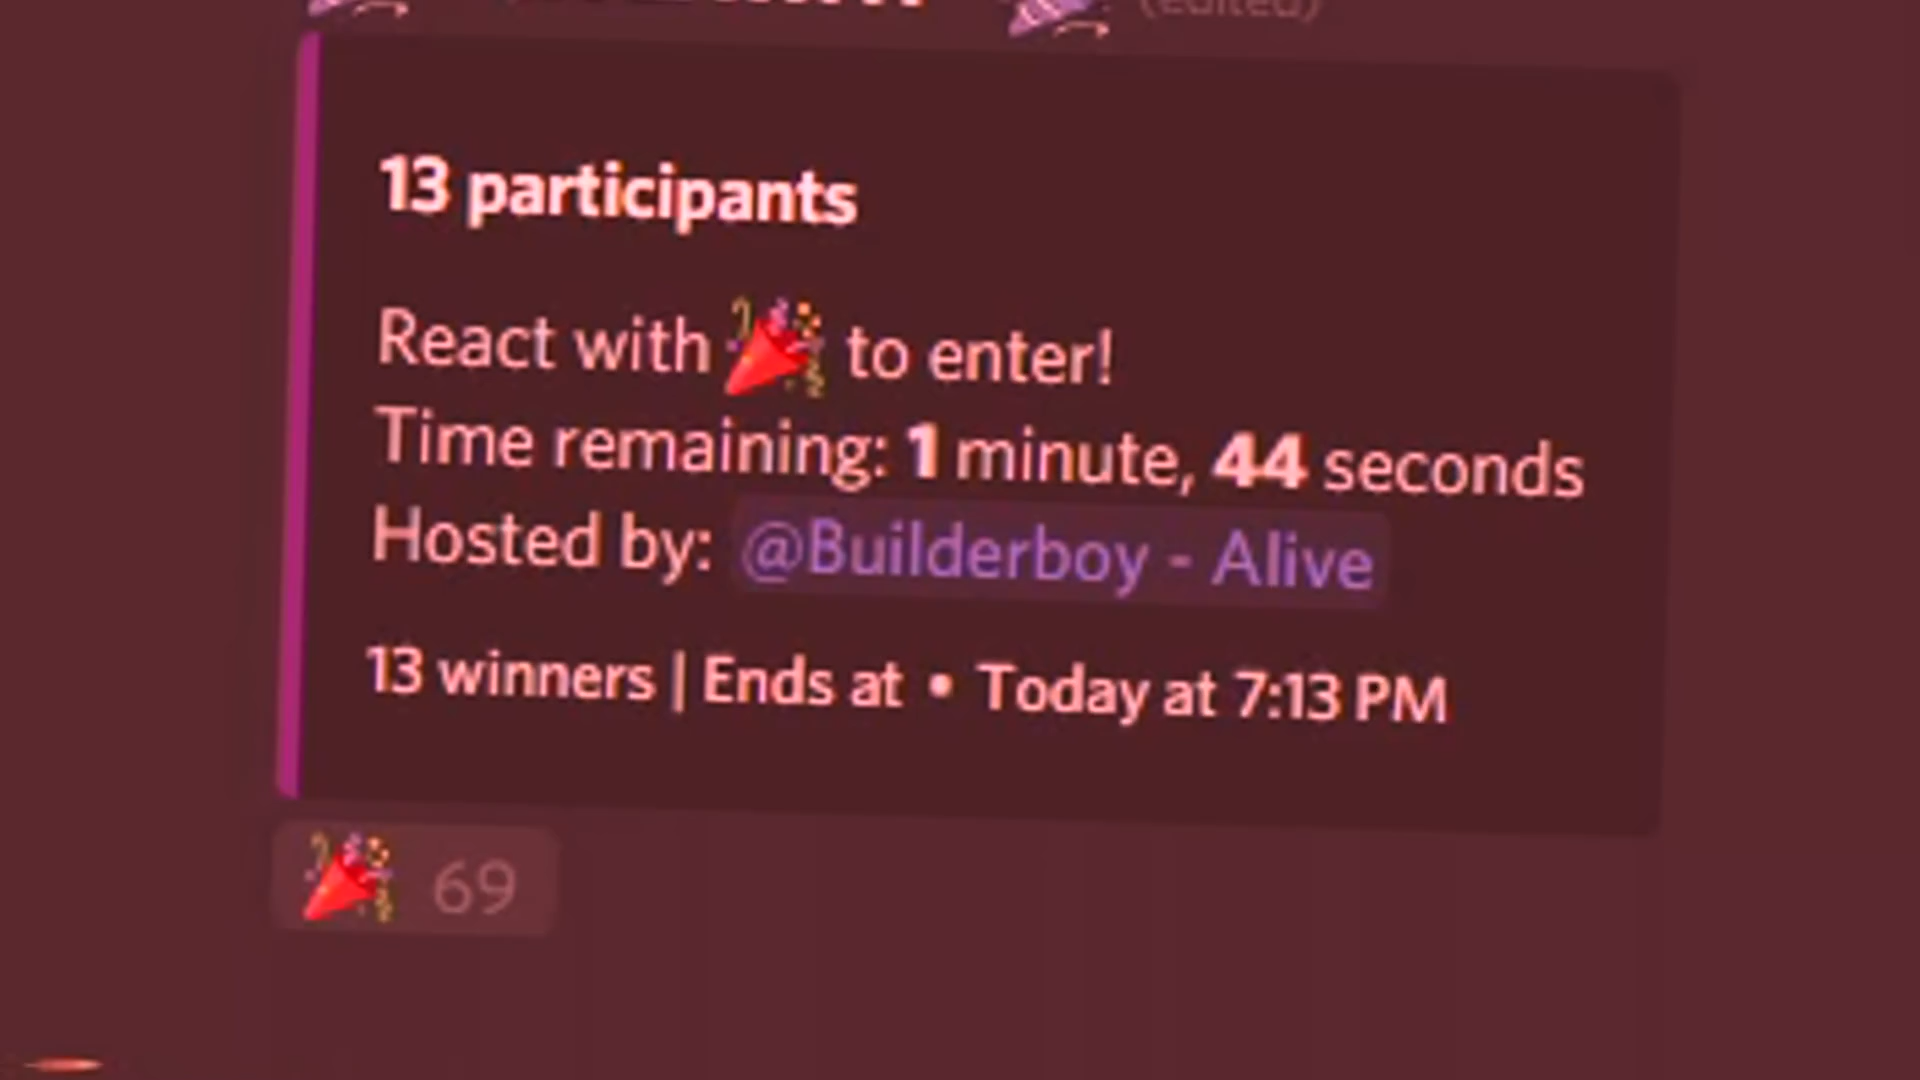 (edited)
13 participants
React with 🎉 to enter!
Time remaining: 1 minute, 44 seconds
Hosted by: @Builderboy - Alive
13 winners | Ends at • Today at 7:13 PM
🎉 69